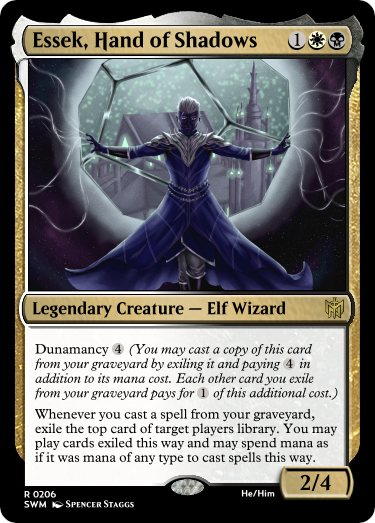 Essek, Hand of Shadows 1
Legendary Creature — Elf Wizard
Dunamancy 4 (You may cast a copy of this card
from your graveyard by exiling it and paying 4 in
addition to its mana cost. Each other card you exile
from your graveyard pays for 1 of this additional cost.)
Whenever you cast a spell from your graveyard,
exile the top card of target players library. You may
play cards exiled this way and may spend mana as
if it was mana of any type to cast spells this way.
2/4
R 0206 He/Him
SWM Spencer Staggs